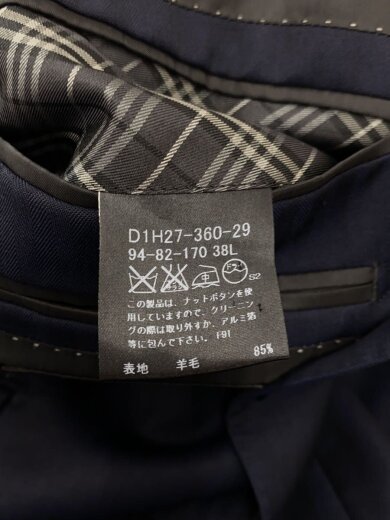 D1H27-360-29
94-82-170 38L
この製品は、ナットボタンを使
用していますので、クリーニン
グの際は取り外すか、アルミ箔
等に包んで下さい。 F91
表地 羊毛 85%